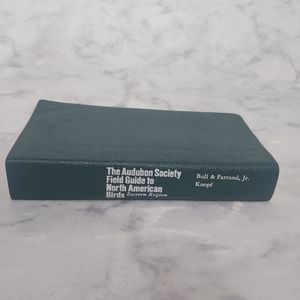 The Audubon Society
Field Guide to
North American
Birds Eastern Region
Bull & Farrand, Jr.
Knopf